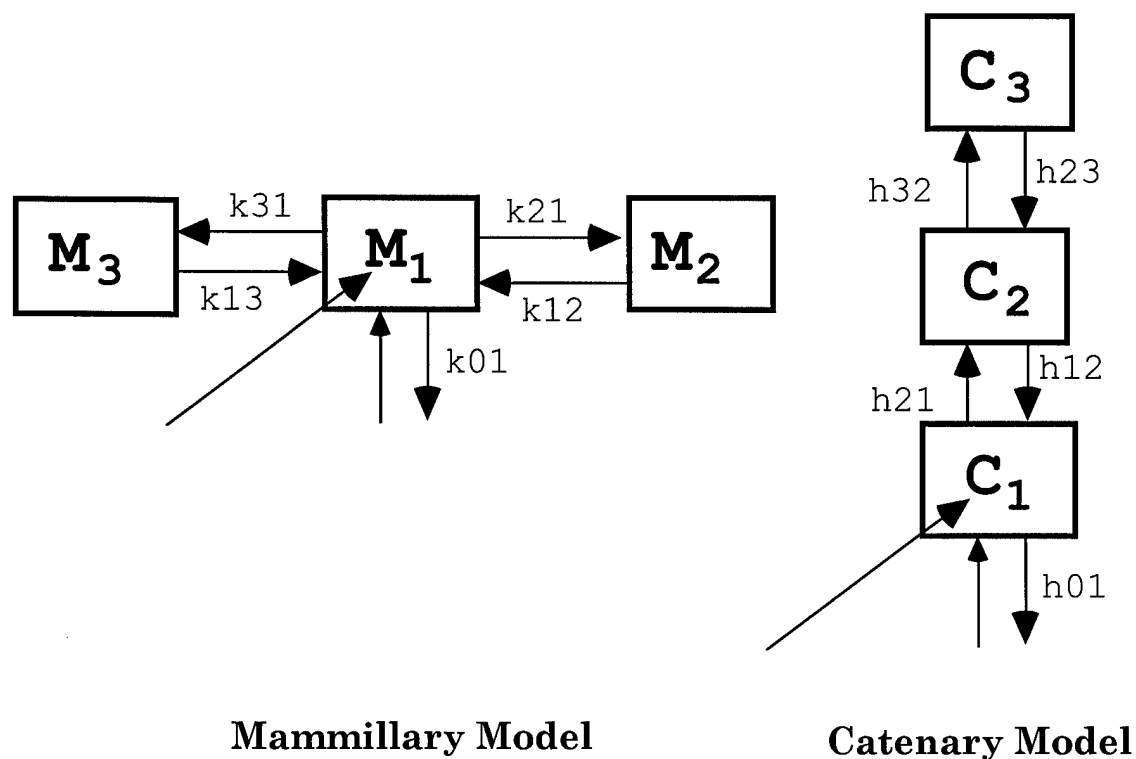 C3
h32
h23
k31
k21
M3
M1
M2
C2
k13
k12
k01
h21
h12
C1
h01
Mammillary Model
Catenary Model